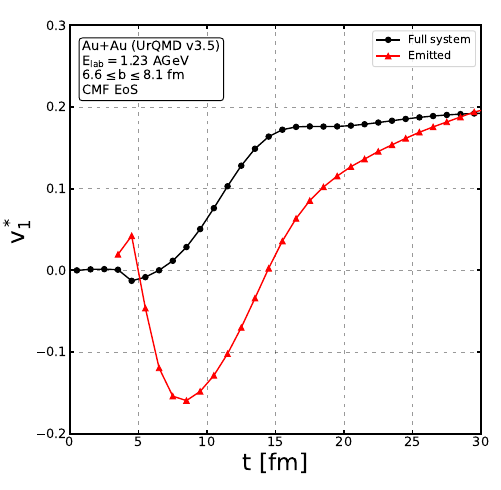 0.3
0.2
0.1
0.0
−0.1
−0.2
v₁*
Au+Au (UrQMD v3.5)
E_lab = 1.23 AGeV
6.6 ≤ b ≤ 8.1 fm
CMF EoS
Full system
Emitted
0 5 10 15 20 25 30
t [fm]